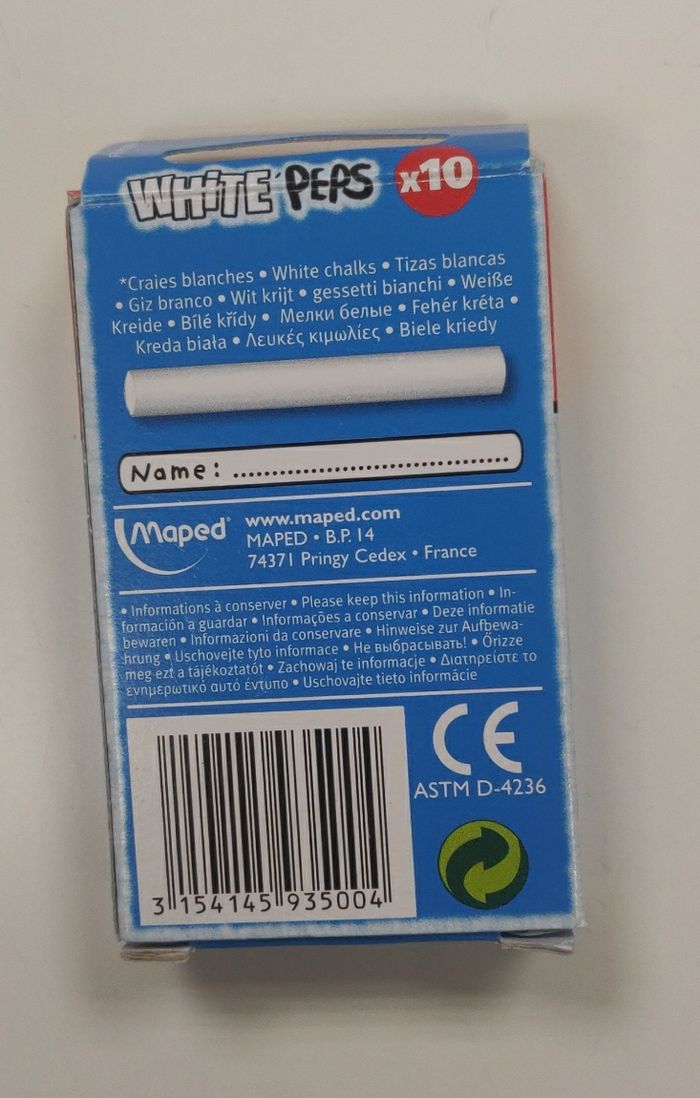 WHITE'PEPS x10
*Craies blanches • White chalks • Tizas blancas
• Giz branco • Wit krijt • gessetti bianchi • Weiße
Kreide • Bílé křídy • Мелки белые • Fehér kréta •
Kreda biała • Λευκές κιμωλίες • Biele kriedy
Name: ....................................
Maped®
www.maped.com
MAPED • B.P. 14
74371 Pringy Cedex • France
• Informations à conserver • Please keep this information • In-
formación a guardar • Informações a conservar • Deze informatie
bewaren • Informazioni da conservare • Hinweise zur Aufbewa-
hrung • Uschovejte tyto informace • Не выбрасывать! • Őrizze
meg ezt a tájékoztatót • Zachowaj te informacje • Διατηρείστε το
ενημερωτικό αυτό έντυπο • Uschovajte tieto informácie
CE
ASTM D-4236
3 154145 935004